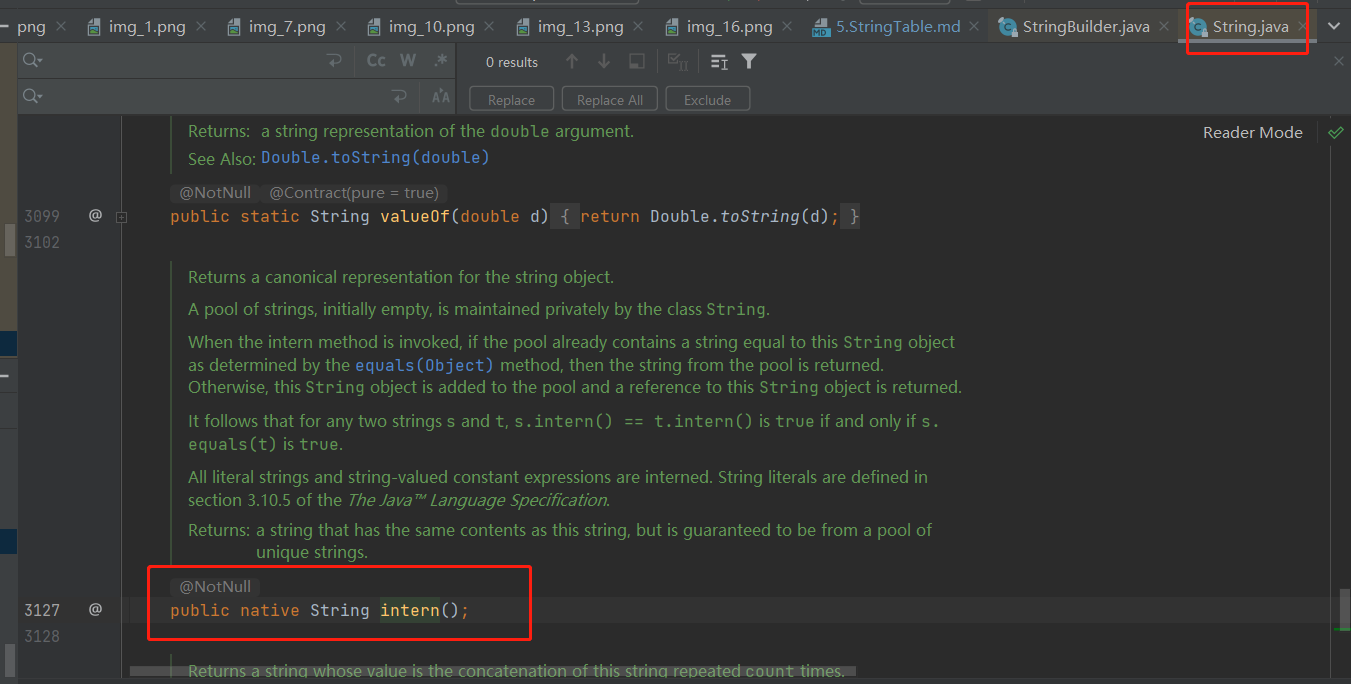 png img_1.png img_7.png img_10.png img_13.png img_16.png 5.StringTable.md StringBuilder.java String.java
Cc W .* 0 results
Replace Replace All Exclude
Returns: a string representation of the double argument.
Reader Mode
See Also: Double.toString(double)
@NotNull @Contract(pure = true)
3099 @ public static String valueOf(double d) { return Double.toString(d); }
3102
Returns a canonical representation for the string object.
A pool of strings, initially empty, is maintained privately by the class String.
When the intern method is invoked, if the pool already contains a string equal to this String object
as determined by the equals(Object) method, then the string from the pool is returned.
Otherwise, this String object is added to the pool and a reference to this String object is returned.
It follows that for any two strings s and t, s.intern() == t.intern() is true if and only if s.
equals(t) is true.
All literal strings and string-valued constant expressions are interned. String literals are defined in
section 3.10.5 of the The Java™ Language Specification.
Returns: a string that has the same contents as this string, but is guaranteed to be from a pool of
unique strings.
@NotNull
3127 @ public native String intern();
3128
Returns a string whose value is the concatenation of this string repeated count times.